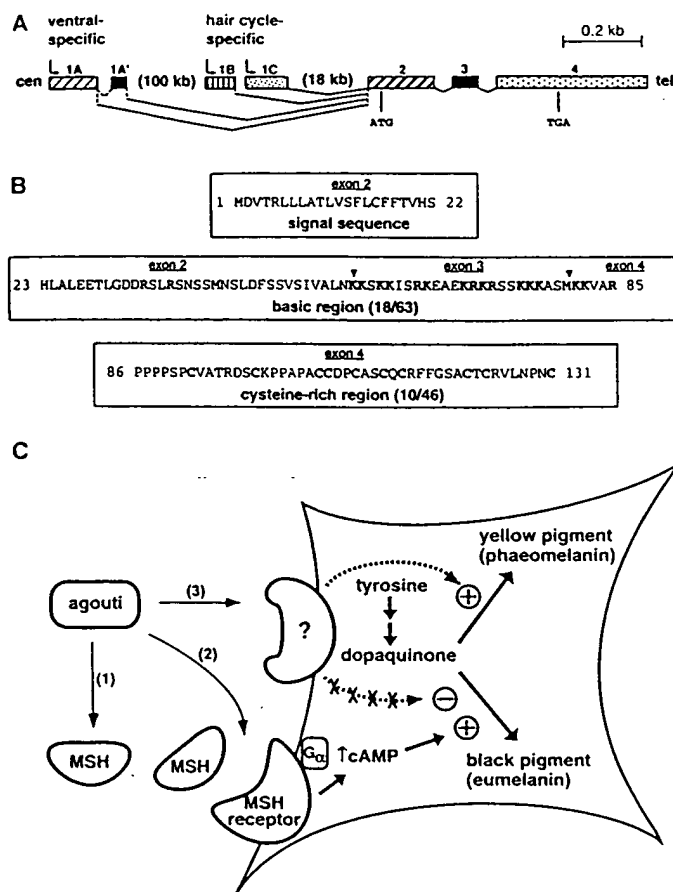 A
ventral-
specific
hair cycle-
specific
0.2 kb
cen 1A 1A' (100 kb) 1B 1C (18 kb) 2 3 4 tel
ATG TGA
B
exon 2
1 MDVTRLLLATLVSFLCFFTVHS 22
signal sequence
exon 2 exon 3 exon 4
23 HLALEETLGDDRSLRSNSSMNSLDFSSVSIVALNKKSKKISRKEAEKRKRSSKKKASMKKVAR 85
basic region (18/63)
exon 4
86 PPPPSPCVATRDSCKPPAPACCDPCASCQCRFFGSACTCRVLNPNC 131
cysteine-rich region (10/46)
C
yellow pigment
(phaeomelanin)
agouti
(3)
?
tyrosine
+
dopaquinone
(1)
(2)
−
+
MSH
MSH
Gα
↑cAMP
black pigment
(eumelanin)
MSH
receptor